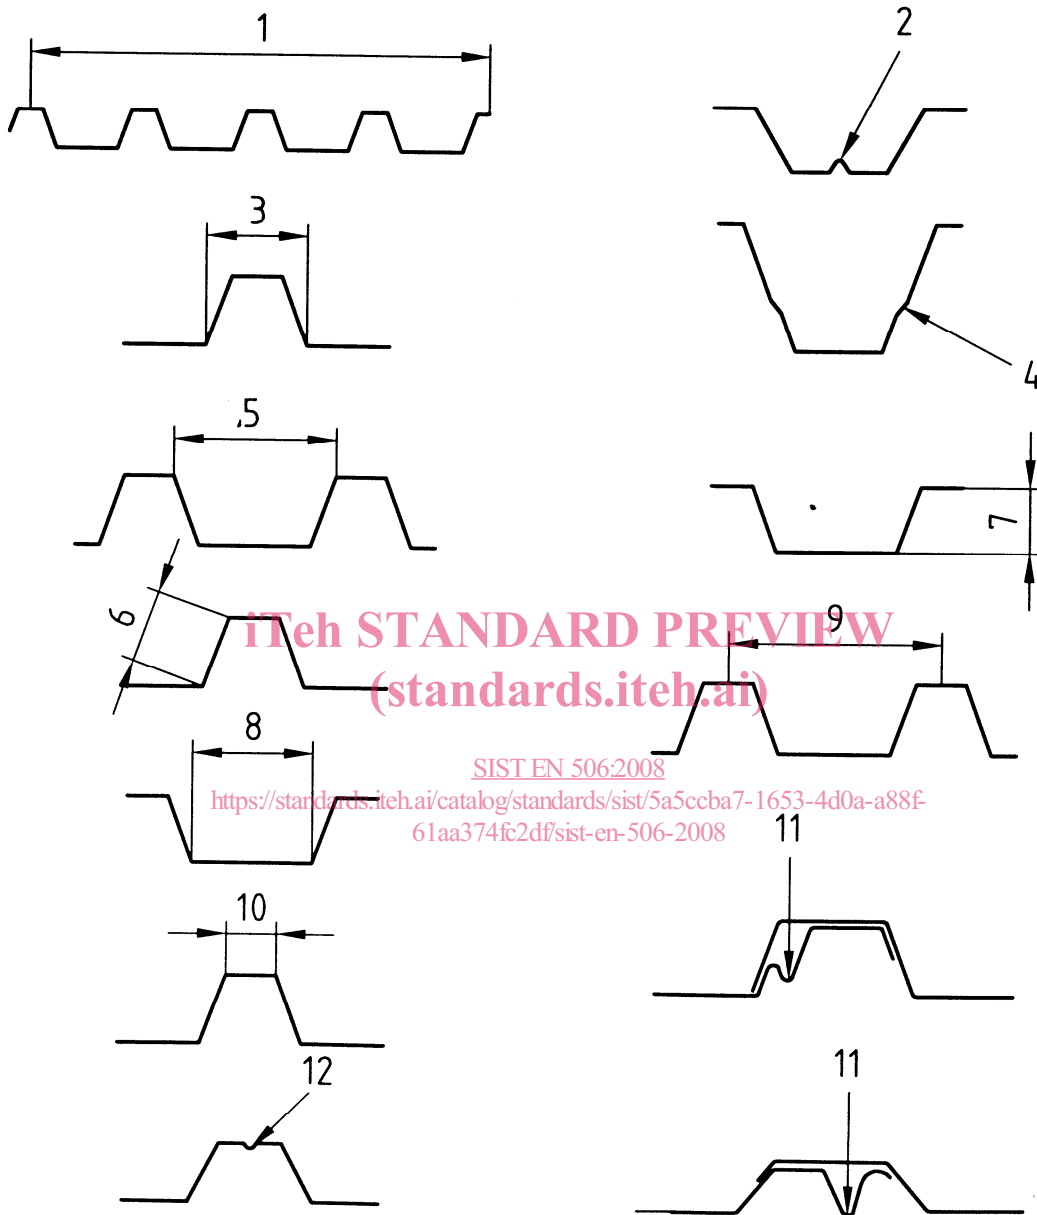 1
2
3
4
,5
6
7
iTeh STANDARD PREVIEW
9
(standards.iteh.ai)
8
SIST EN 506:2008
https://standards.iteh.ai/catalog/standards/sist/5a5ccba7-1653-4d0a-a88f-
61aa374fc2df/sist-en-506-2008
11
10
12
11